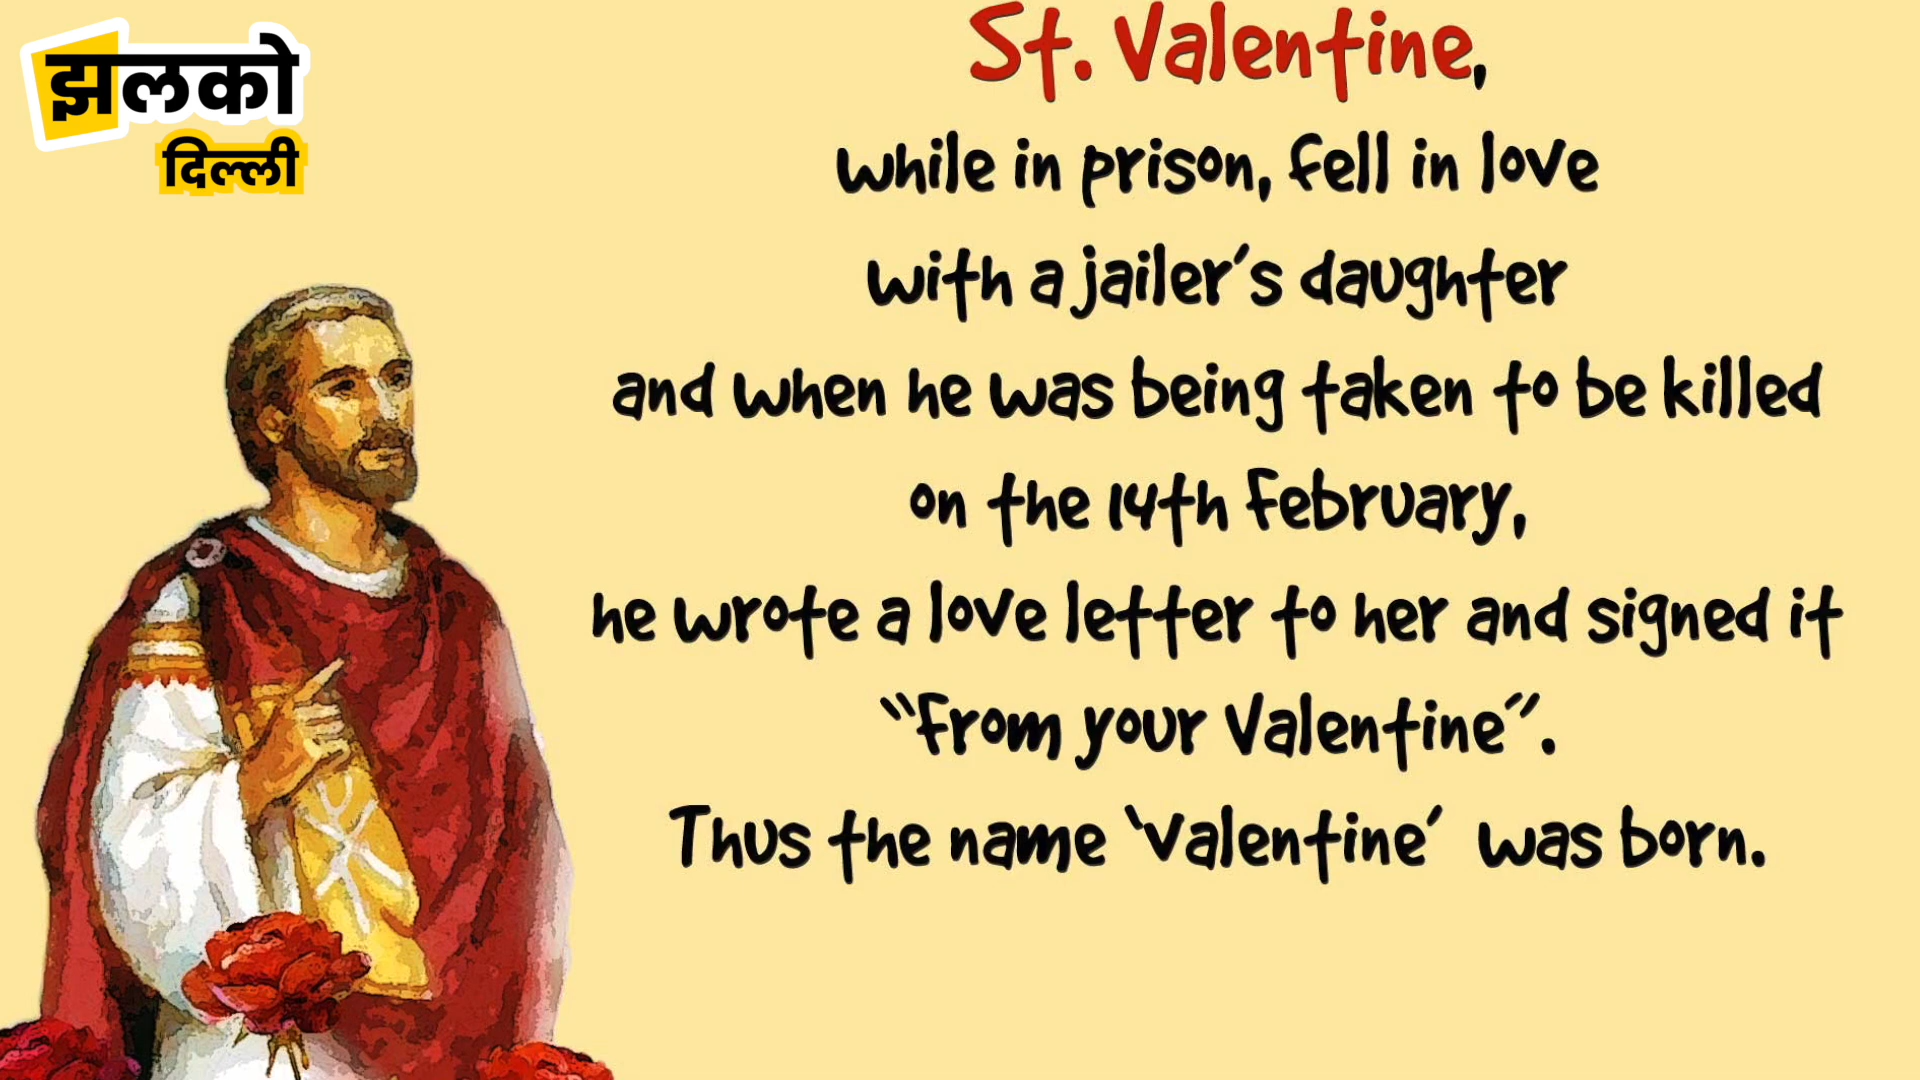 झलको
दिल्ली
St. Valentine,
while in prison, fell in love
with a jailer's daughter
and when he was being taken to be killed
on the 14th February,
he wrote a love letter to her and signed it
"From your Valentine".
Thus the name 'Valentine' was born.